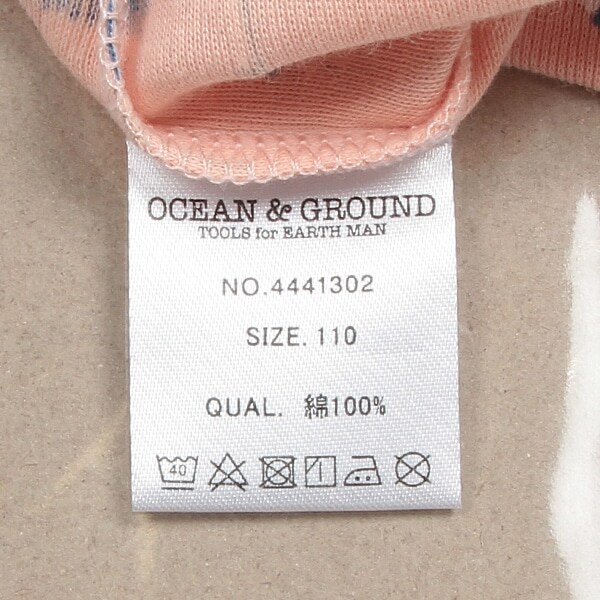 OCEAN & GROUND
TOOLS for EARTH MAN
NO.4441302
SIZE. 110
QUAL. 綿100%
40